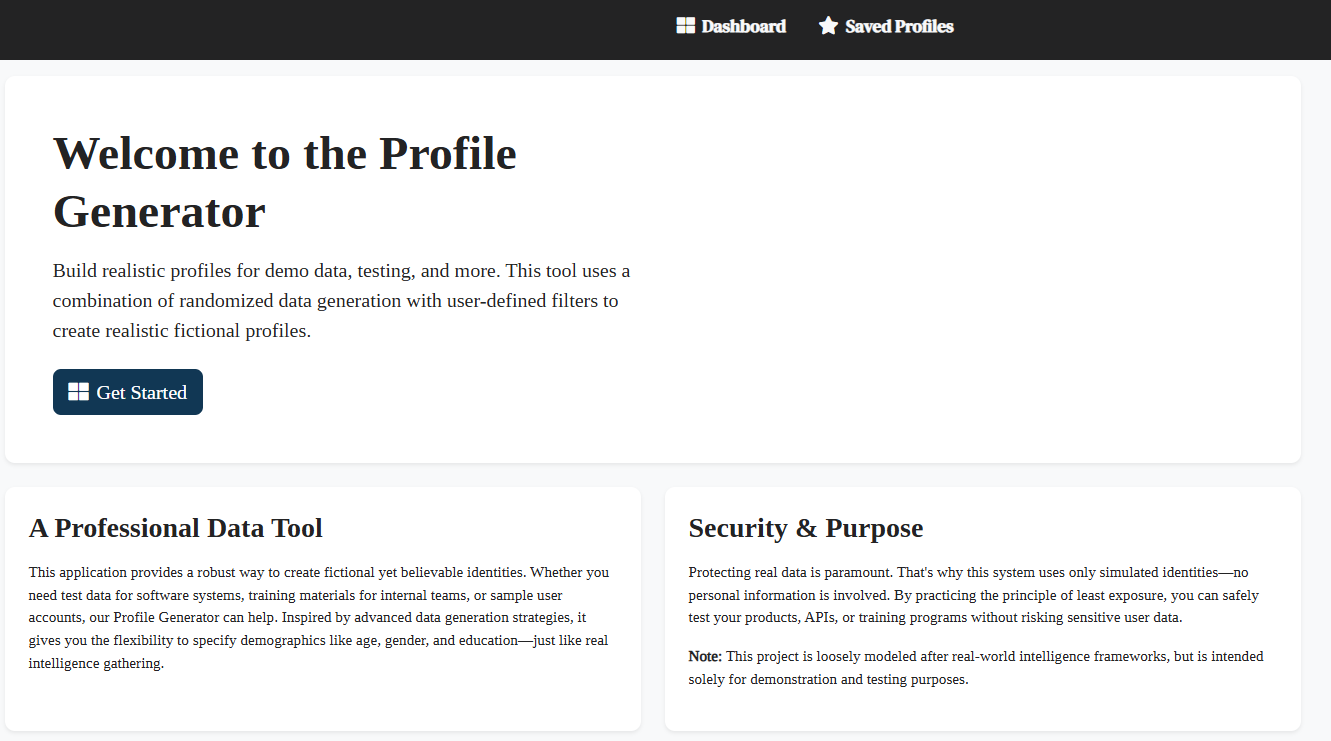 Dashboard Saved Profiles
Welcome to the Profile
Generator
Build realistic profiles for demo data, testing, and more. This tool uses a
combination of randomized data generation with user-defined filters to
create realistic fictional profiles.
Get Started
A Professional Data Tool
This application provides a robust way to create fictional yet believable identities. Whether you
need test data for software systems, training materials for internal teams, or sample user
accounts, our Profile Generator can help. Inspired by advanced data generation strategies, it
gives you the flexibility to specify demographics like age, gender, and education—just like real
intelligence gathering.
Security & Purpose
Protecting real data is paramount. That's why this system uses only simulated identities—no
personal information is involved. By practicing the principle of least exposure, you can safely
test your products, APIs, or training programs without risking sensitive user data.
Note: This project is loosely modeled after real-world intelligence frameworks, but is intended
solely for demonstration and testing purposes.